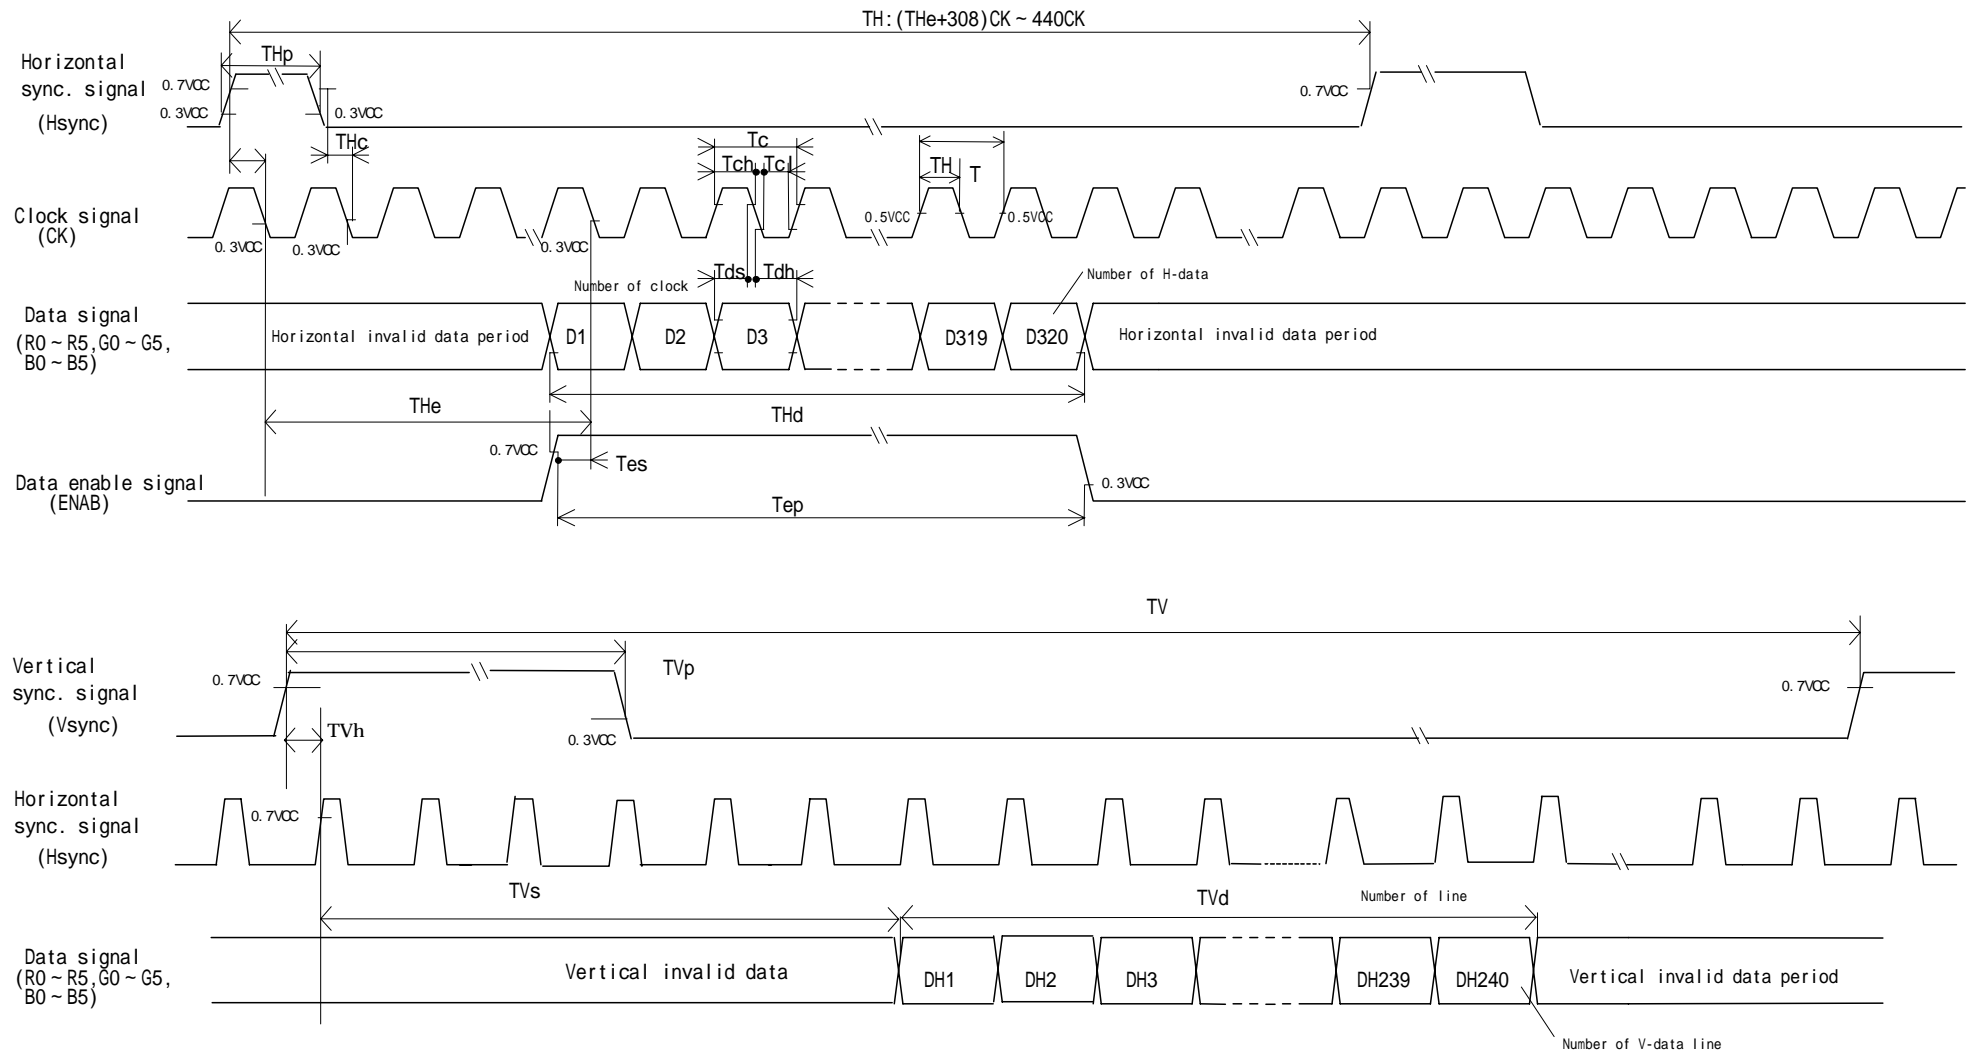 TH: (THe+308)CK ~ 440CK
Horizontal
sync. signal
(Hsync)
THp
0.7VCC
0.3VCC
0.3VCC
0.7VCC
THc
Tc
Tch
Tcl
TH
T
Clock signal
(CK)
0.3VCC
0.3VCC
0.3VCC
0.5VCC
0.5VCC
Tds
Tdh
Number of clock
Number of H-data
Data signal
(R0 ~ R5,G0 ~ G5,
B0 ~ B5)
Horizontal invalid data period
D1
D2
D3
D319
D320
Horizontal invalid data period
THe
THd
0.7VCC
Tes
Data enable signal
(ENAB)
0.3VCC
Tep
TV
Vertical
sync. signal
(Vsync)
0.7VCC
TVp
0.7VCC
TVh
0.3VCC
Horizontal
sync. signal
(Hsync)
0.7VCC
TVs
TVd
Number of line
Data signal
(R0 ~ R5,G0 ~ G5,
B0 ~ B5)
Vertical invalid data
DH1
DH2
DH3
DH239
DH240
Vertical invalid data period
Number of V-data line